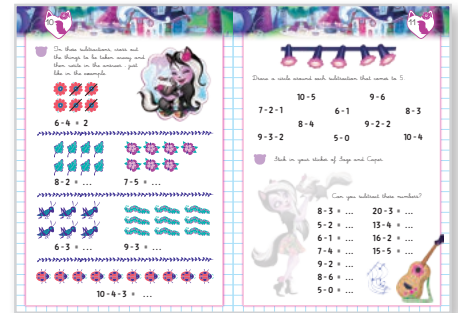 10
In these subtractions, cross out
the things to be taken away and
then write in the answer - just
like in the example
6 - 4 = 2
8 - 2 = ...
7 - 5 = ...
6 - 3 = ...
9 - 3 = ...
10 - 4 - 3 = ...
11
Draw a circle around each subtraction that comes to 5.
10 - 5
9 - 6
7 - 2 - 1
6 - 1
8 - 3
8 - 4
9 - 2 - 2
9 - 3 - 2
5 - 0
10 - 4
Stick in your sticker of Sage and Caper
Can you subtract these numbers?
8 - 3 = ...
20 - 3 = ...
5 - 2 = ...
13 - 4 = ...
6 - 1 = ...
16 - 2 = ...
7 - 4 = ...
15 - 5 = ...
9 - 2 = ...
8 - 6 = ...
5 - 0 = ...